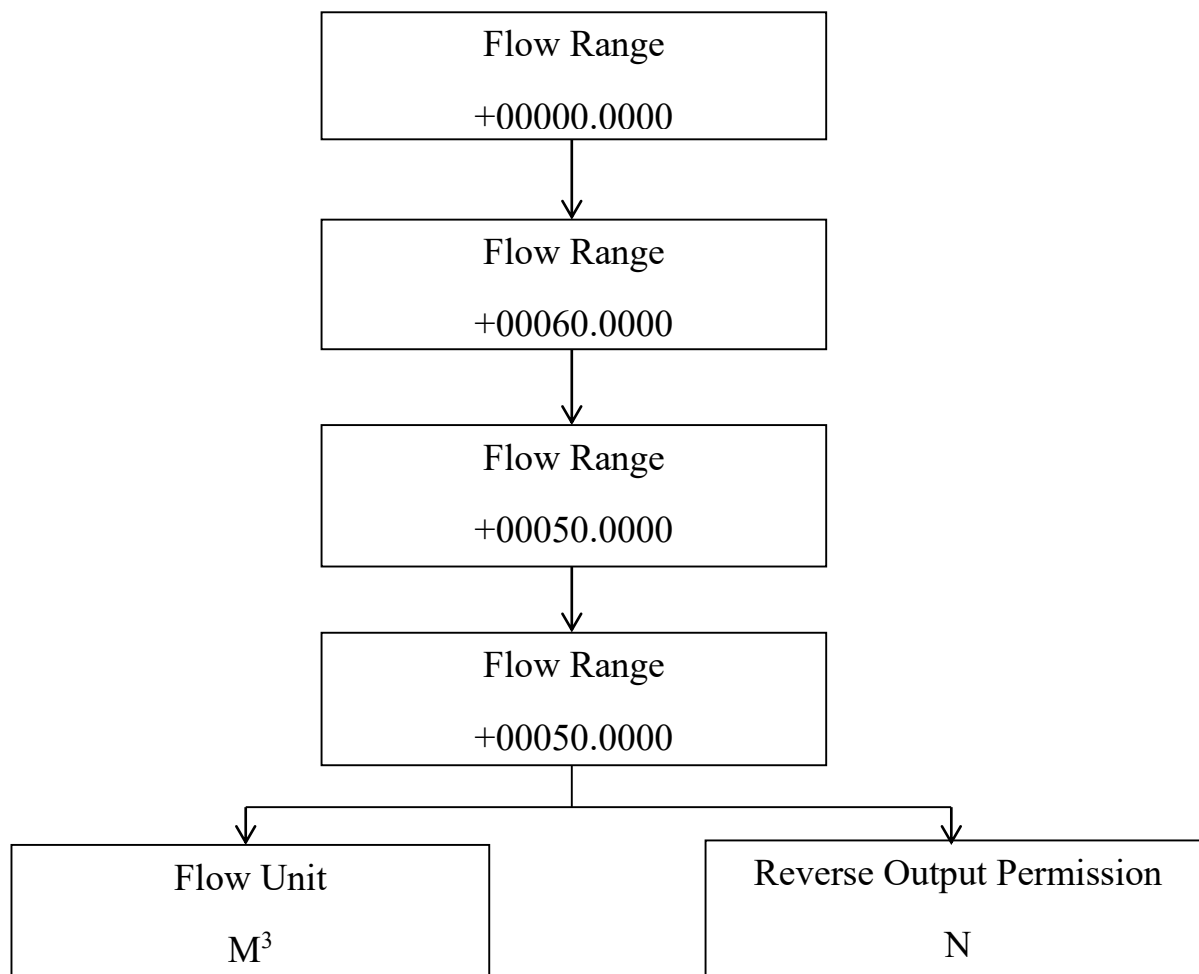 Flow Range
+00000.0000
Flow Range
+00060.0000
Flow Range
+00050.0000
Flow Range
+00050.0000
Flow Unit
M³
Reverse Output Permission
N